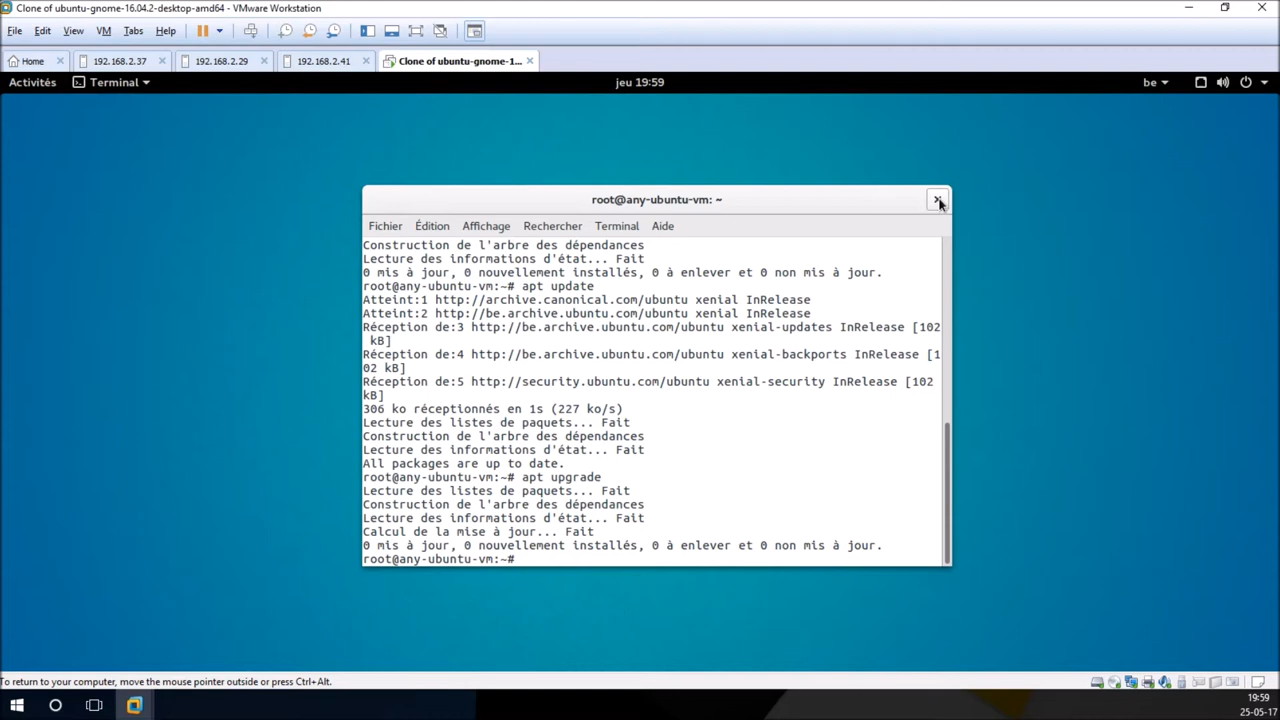 Clone of ubuntu-gnome-16.04.2-desktop-amd64 - VMware Workstation
File Edit View VM Tabs Help
Home 192.168.2.37 192.168.2.29 192.168.2.41 Clone of ubuntu-gnome-1...
Activités Terminal jeu 19:59 be
root@any-ubuntu-vm: ~
Fichier Édition Affichage Rechercher Terminal Aide
Construction de l'arbre des dépendances
Lecture des informations d'état... Fait
0 mis à jour, 0 nouvellement installés, 0 à enlever et 0 non mis à jour.
root@any-ubuntu-vm:~# apt update
Atteint:1 http://archive.canonical.com/ubuntu xenial InRelease
Atteint:2 http://be.archive.ubuntu.com/ubuntu xenial InRelease
Réception de:3 http://be.archive.ubuntu.com/ubuntu xenial-updates InRelease [102
kB]
Réception de:4 http://be.archive.ubuntu.com/ubuntu xenial-backports InRelease [1
02 kB]
Réception de:5 http://security.ubuntu.com/ubuntu xenial-security InRelease [102
kB]
306 ko réceptionnés en 1s (227 ko/s)
Lecture des listes de paquets... Fait
Construction de l'arbre des dépendances
Lecture des informations d'état... Fait
All packages are up to date.
root@any-ubuntu-vm:~# apt upgrade
Lecture des listes de paquets... Fait
Construction de l'arbre des dépendances
Lecture des informations d'état... Fait
Calcul de la mise à jour... Fait
0 mis à jour, 0 nouvellement installés, 0 à enlever et 0 non mis à jour.
root@any-ubuntu-vm:~#
To return to your computer, move the mouse pointer outside or press Ctrl+Alt.
19:59
25-05-17